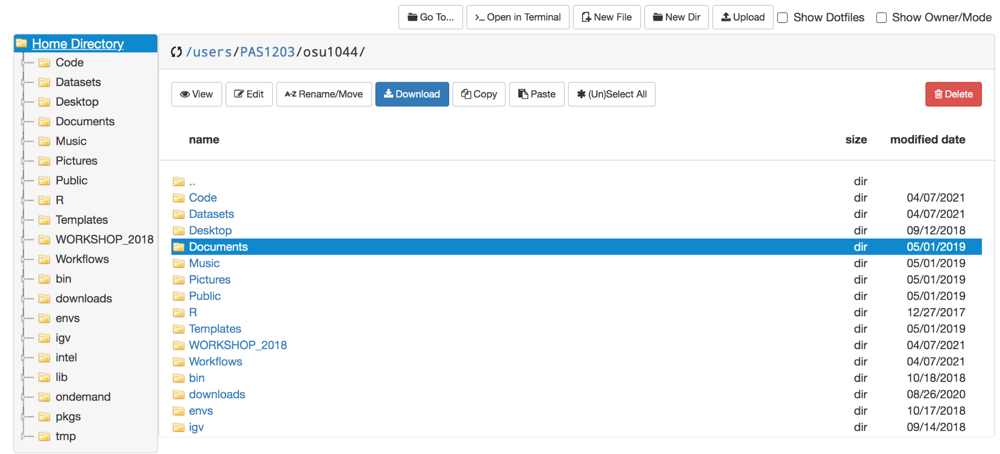 Go To... >_ Open in Terminal New File New Dir Upload Show Dotfiles Show Owner/Mode
Home Directory
Code
Datasets
Desktop
Documents
Music
Pictures
Public
R
Templates
WORKSHOP_2018
Workflows
bin
downloads
envs
igv
intel
lib
ondemand
pkgs
tmp
/users/PAS1203/osu1044/
View Edit A-Z Rename/Move Download Copy Paste (Un)Select All Delete
name size modified date
.. dir
Code dir 04/07/2021
Datasets dir 04/07/2021
Desktop dir 09/12/2018
Documents dir 05/01/2019
Music dir 05/01/2019
Pictures dir 05/01/2019
Public dir 05/01/2019
R dir 12/27/2017
Templates dir 05/01/2019
WORKSHOP_2018 dir 04/07/2021
Workflows dir 04/07/2021
bin dir 10/18/2018
downloads dir 08/26/2020
envs dir 10/17/2018
igv dir 09/14/2018